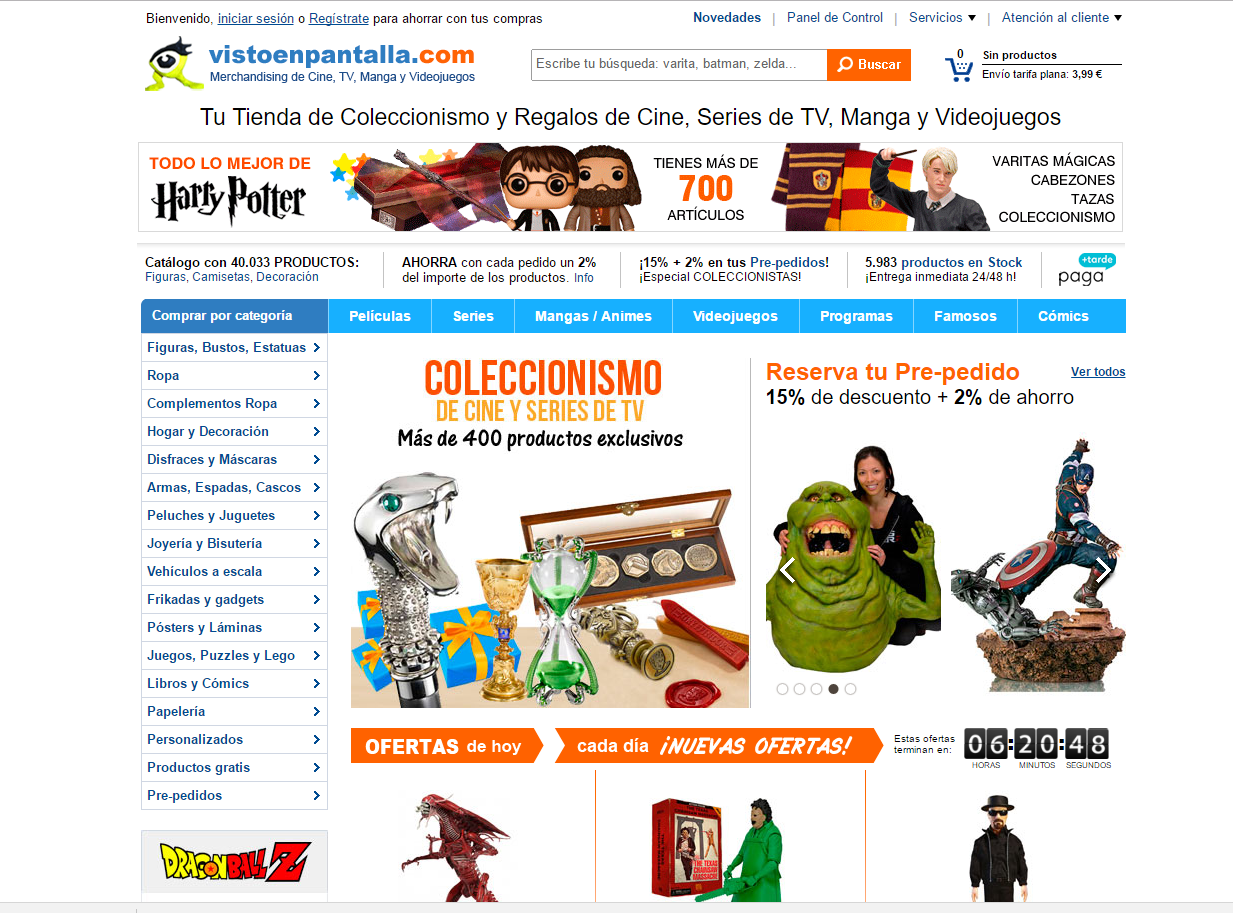 Bienvenido, iniciar sesión o Regístrate para ahorrar con tus compras
Novedades | Panel de Control | Servicios | Atención al cliente
vistoenpantalla.com
Merchandising de Cine, TV, Manga y Videojuegos
Escribe tu búsqueda: varita, batman, zelda...
Buscar
0
Sin productos
Envío tarifa plana: 3,99 €
Tu Tienda de Coleccionismo y Regalos de Cine, Series de TV, Manga y Videojuegos
TODO LO MEJOR DE
Harry Potter
TIENES MÁS DE
700
ARTÍCULOS
VARITAS MÁGICAS
CABEZONES
TAZAS
COLECCIONISMO
Catálogo con 40.033 PRODUCTOS:
Figuras, Camisetas, Decoración
AHORRA con cada pedido un 2%
del importe de los productos. Info
¡15% + 2% en tus Pre-pedidos!
¡Especial COLECCIONISTAS!
5.983 productos en Stock
¡Entrega inmediata 24/48 h!
+tarde
paga
Comprar por categoría
Películas
Series
Mangas / Animes
Videojuegos
Programas
Famosos
Cómics
Figuras, Bustos, Estatuas
Ropa
Complementos Ropa
Hogar y Decoración
Disfraces y Máscaras
Armas, Espadas, Cascos
Peluches y Juguetes
Joyería y Bisutería
Vehículos a escala
Frikadas y gadgets
Pósters y Láminas
Juegos, Puzzles y Lego
Libros y Cómics
Papelería
Personalizados
Productos gratis
Pre-pedidos
DRAGON BALL Z
COLECCIONISMO
DE CINE Y SERIES DE TV
Más de 400 productos exclusivos
Reserva tu Pre-pedido
Ver todos
15% de descuento + 2% de ahorro
OFERTAS de hoy
cada día ¡NUEVAS OFERTAS!
Estas ofertas
terminan en:
06:20:48
HORAS
MINUTOS
SEGUNDOS
THE TEXAS
CHAINSAW
MASSACRE